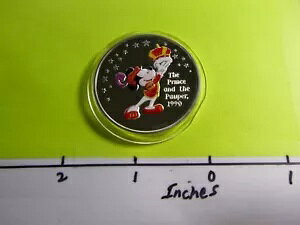 The
Prince
and the
Pauper,
1990
2 1 0 1
Inches